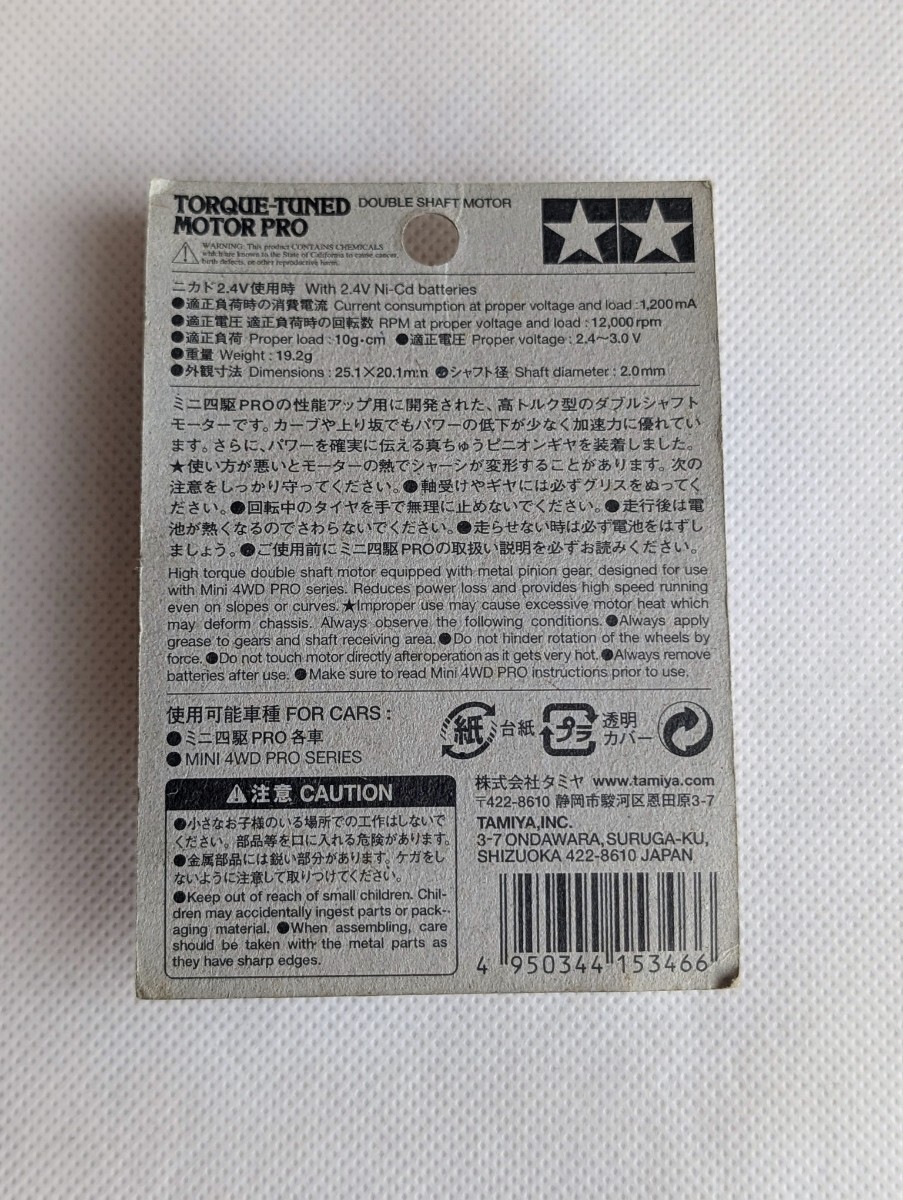 TORQUE-TUNED DOUBLE SHAFT MOTOR
MOTOR PRO
WARNING: This product CONTAINS CHEMICALS
which are known to the State of California to cause cancer,
birth defects, or other reproductive harm.
ニカド2.4V使用時 With 2.4V Ni-Cd batteries
●適正負荷時の消費電流 Current consumption at proper voltage and load : 1,200mA
●適正電圧 適正負荷時の回転数 RPM at proper voltage and load : 12,000rpm
●適正負荷 Proper load : 10g・cm ●適正電圧 Proper voltage : 2.4〜3.0V
●重量 Weight : 19.2g
●外観寸法 Dimensions : 25.1×20.1mm ●シャフト径 Shaft diameter : 2.0mm
ミニ四駆PROの性能アップ用に開発された、高トルク型のダブルシャフト
モーターです。カーブや上り坂でもパワーの低下が少なく加速力に優れてい
ます。さらに、パワーを確実に伝える真ちゅうピニオンギヤを装着しました。
★使い方が悪いとモーターの熱でシャーシが変形することがあります。次の
注意をしっかり守ってください。●軸受けやギヤには必ずグリスをぬってく
ださい。●回転中のタイヤを手で無理に止めないでください。●走行後は電
池が熱くなるのでさわらないでください。●走らせない時は必ず電池をはずし
ましょう。●ご使用前にミニ四駆PROの取扱い説明を必ずお読みください。
High torque double shaft motor equipped with metal pinion gear, designed for use
with Mini 4WD PRO series. Reduces power loss and provides high speed running
even on slopes or curves. ★Improper use may cause excessive motor heat which
may deform chassis. Always observe the following conditions. ●Always apply
grease to gears and shaft receiving area. ●Do not hinder rotation of the wheels by
force. ●Do not touch motor directly afteroperation as it gets very hot. ●Always remove
batteries after use. ●Make sure to read Mini 4WD PRO instructions prior to use.
使用可能車種 FOR CARS :
●ミニ四駆PRO各車
●MINI 4WD PRO SERIES
紙 台紙 プラ 透明
カバー
注意 CAUTION
●小さなお子様のいる場所での工作はしないで
ください。部品等を口に入れる危険があります。
●金属部品には鋭い部分があります。ケガをし
ないように注意して取りつけてください。
●Keep out of reach of small children. Chil-
dren may accidentally ingest parts or pack-
aging material. ●When assembling, care
should be taken with the metal parts as
they have sharp edges.
株式会社タミヤ www.tamiya.com
〒422-8610 静岡市駿河区恩田原3-7
TAMIYA,INC.
3-7 ONDAWARA, SURUGA-KU,
SHIZUOKA 422-8610 JAPAN
4 950344 153466